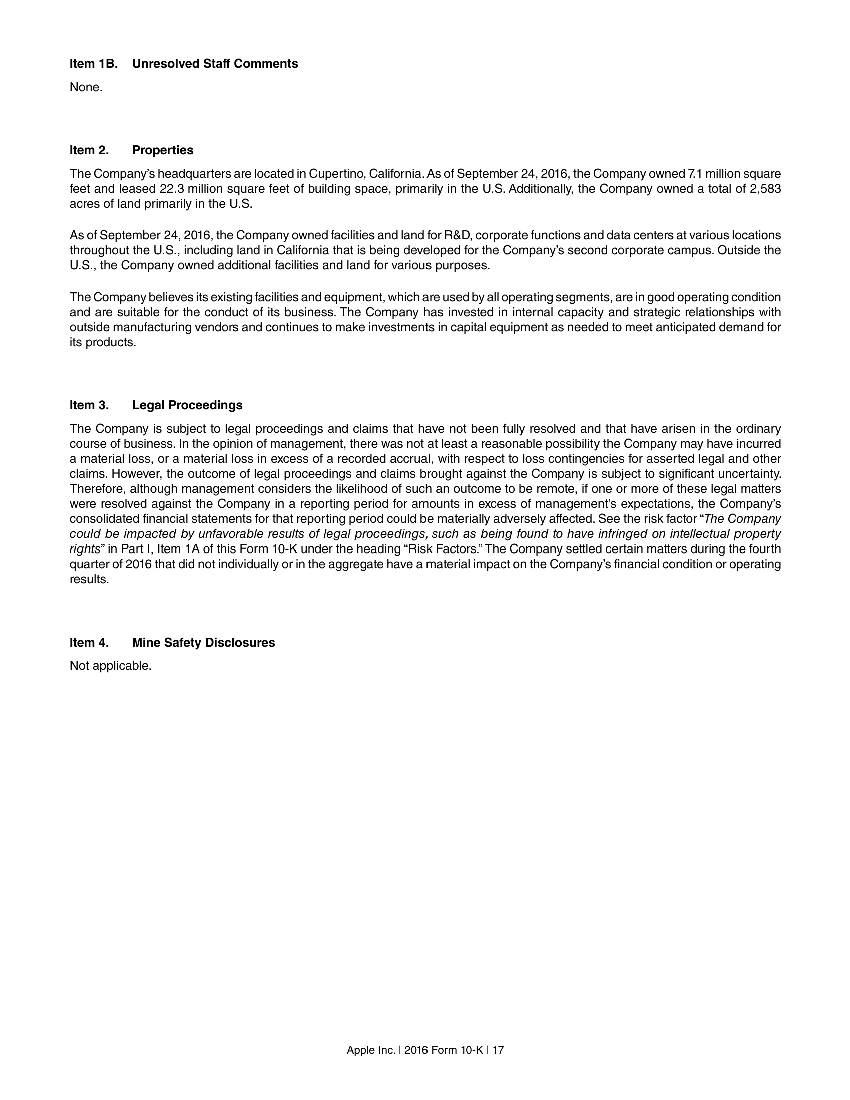 Item 1B. Unresolved Staff Comments
None.
Item 2. Properties
The Company's headquarters are located in Cupertino, California. As of September 24, 2016, the Company owned 7.1 million square
feet and leased 22.3 million square feet of building space, primarily in the U.S. Additionally, the Company owned a total of 2,583
acres of land primarily in the U.S.
As of September 24, 2016, the Company owned facilities and land for R&D, corporate functions and data centers at various locations
throughout the U.S., including land in California that is being developed for the Company's second corporate campus. Outside the
U.S., the Company owned additional facilities and land for various purposes.
The Company believes its existing facilities and equipment, which are used by all operating segments, are in good operating condition
and are suitable for the conduct of its business. The Company has invested in internal capacity and strategic relationships with
outside manufacturing vendors and continues to make investments in capital equipment as needed to meet anticipated demand for
its products.
Item 3. Legal Proceedings
The Company is subject to legal proceedings and claims that have not been fully resolved and that have arisen in the ordinary
course of business. In the opinion of management, there was not at least a reasonable possibility the Company may have incurred
a material loss, or a material loss in excess of a recorded accrual, with respect to loss contingencies for asserted legal and other
claims. However, the outcome of legal proceedings and claims brought against the Company is subject to significant uncertainty.
Therefore, although management considers the likelihood of such an outcome to be remote, if one or more of these legal matters
were resolved against the Company in a reporting period for amounts in excess of management's expectations, the Company's
consolidated financial statements for that reporting period could be materially adversely affected. See the risk factor “The Company
could be impacted by unfavorable results of legal proceedings, such as being found to have infringed on intellectual property
rights” in Part I, Item 1A of this Form 10-K under the heading “Risk Factors.” The Company settled certain matters during the fourth
quarter of 2016 that did not individually or in the aggregate have a material impact on the Company's financial condition or operating
results.
Item 4. Mine Safety Disclosures
Not applicable.
Apple Inc. | 2016 Form 10-K | 17